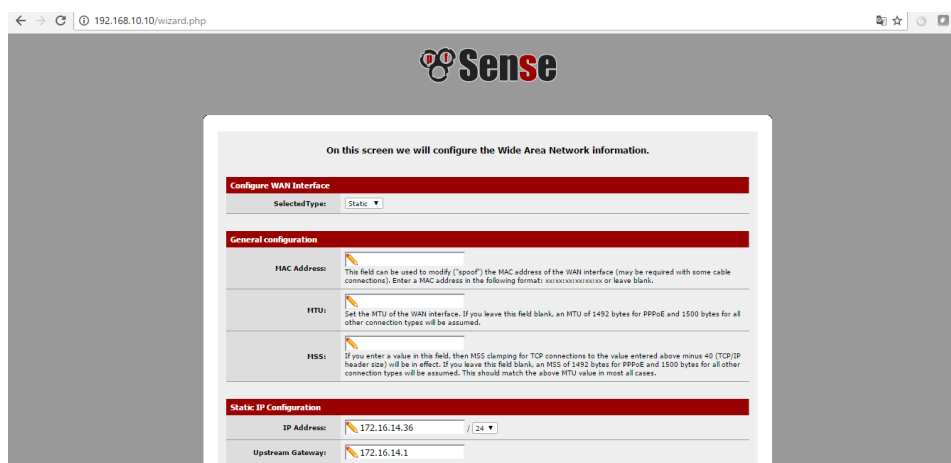 192.168.10.10/wizard.php
pf Sense
On this screen we will configure the Wide Area Network information.
Configure WAN Interface
SelectedType: Static
General configuration
MAC Address:
This field can be used to modify ("spoof") the MAC address of the WAN interface (may be required with some cable
connections). Enter a MAC address in the following format: xx:xx:xx:xx:xx:xx or leave blank.
MTU:
Set the MTU of the WAN interface. If you leave this field blank, an MTU of 1492 bytes for PPPoE and 1500 bytes for all
other connection types will be assumed.
MSS:
If you enter a value in this field, then MSS clamping for TCP connections to the value entered above minus 40 (TCP/IP
header size) will be in effect. If you leave this field blank, an MSS of 1492 bytes for PPPoE and 1500 bytes for all other
connection types will be assumed. This should match the above MTU value in most all cases.
Static IP Configuration
IP Address: 172.16.14.36 / 24
Upstream Gateway: 172.16.14.1